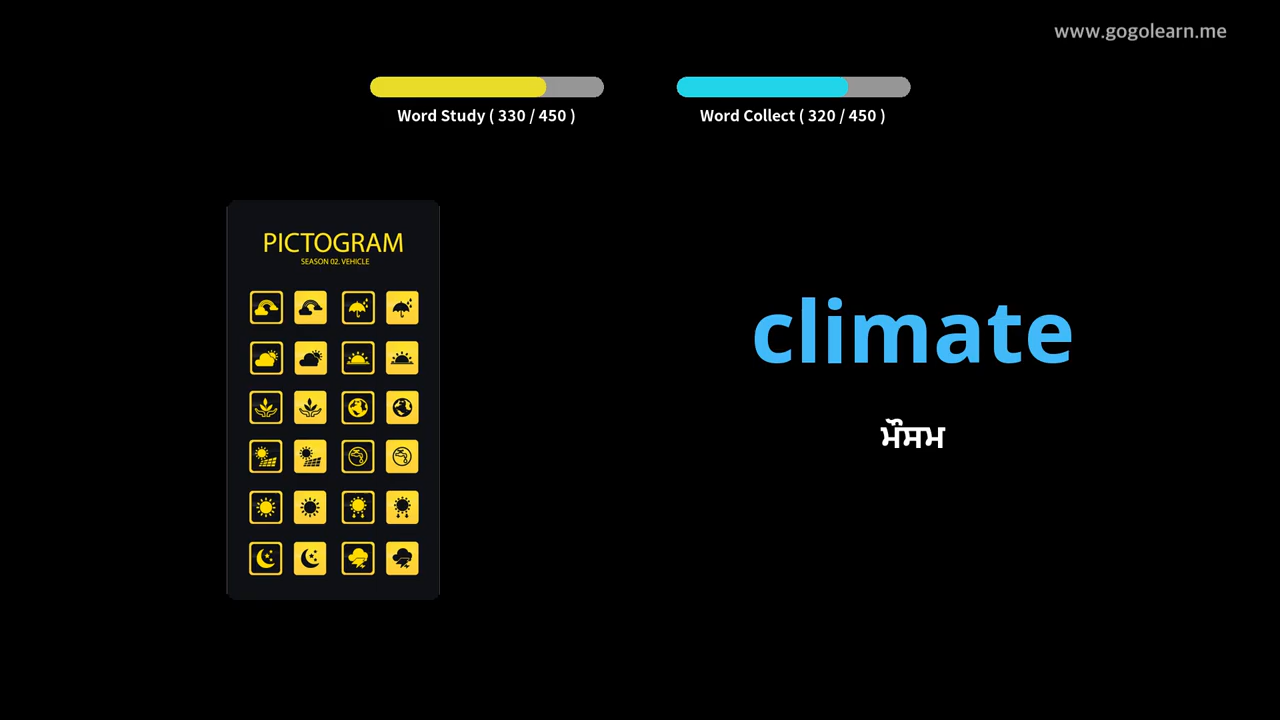 www.gogolearn.me
Word Study ( 330 / 450 )
Word Collect ( 320 / 450 )
PICTOGRAM
SEASON 02. VEHICLE
climate
ਮੌਸਮ